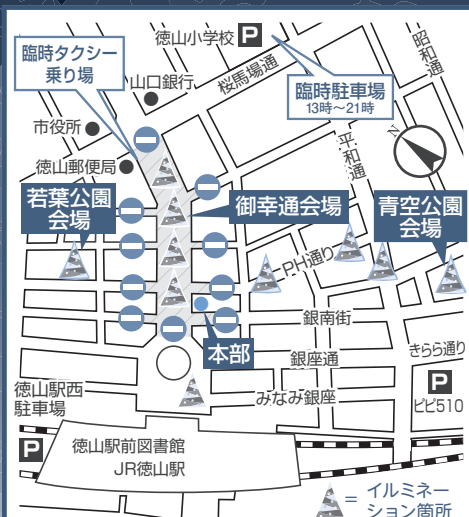 徳山小学校 P
臨時タクシー
乗り場
昭和通
山口銀行
桜馬場通
臨時駐車場
13時〜21時
市役所
平和通
N
徳山郵便局
若葉公園
会場
御幸通会場
青空公園
会場
PH通り
銀南街
本部
銀座通
きらら通り
P
ピピ510
みなみ銀座
徳山駅西
駐車場
P
徳山駅前図書館
JR徳山駅
= イルミネー
ション箇所